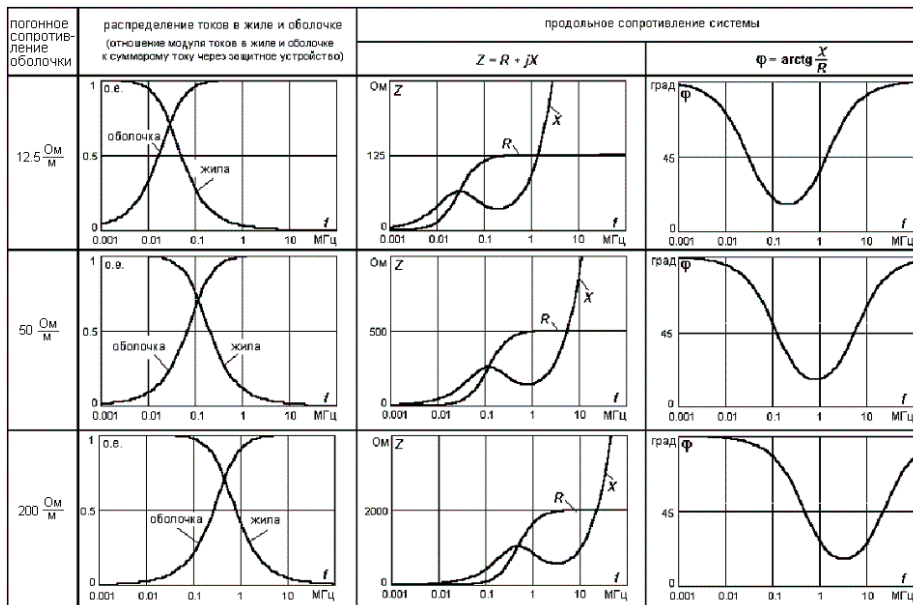 погонное
сопротив-
ление
оболочки
распределение токов в жиле и оболочке
(отношение модуля токов в жиле и оболочке
к суммарому току через защитное устройство)
продольное сопротивление системы
Z = R + jX
φ = arctg X/R
12.5 Ом/м
1
о.е.
оболочка
0.5
жила
0
f
0.001 0.01 0.1 1 10 МГц
Ом
Z
X
R
125
0
f
0.001 0.01 0.1 1 10 МГц
град
φ
45
0
f
0.001 0.01 0.1 1 10 МГц
50 Ом/м
1
о.е.
0.5
оболочка
жила
0
f
0.001 0.01 0.1 1 10 МГц
Ом
Z
X
R
500
0
f
0.001 0.01 0.1 1 10 МГц
град
φ
45
0
f
0.001 0.01 0.1 1 10 МГц
200 Ом/м
1
о.е.
0.5
оболочка
жила
0
f
0.001 0.01 0.1 1 10 МГц
Ом
Z
R
X
2000
0
f
0.001 0.01 0.1 1 10 МГц
град
φ
45
0
f
0.001 0.01 0.1 1 10 МГц